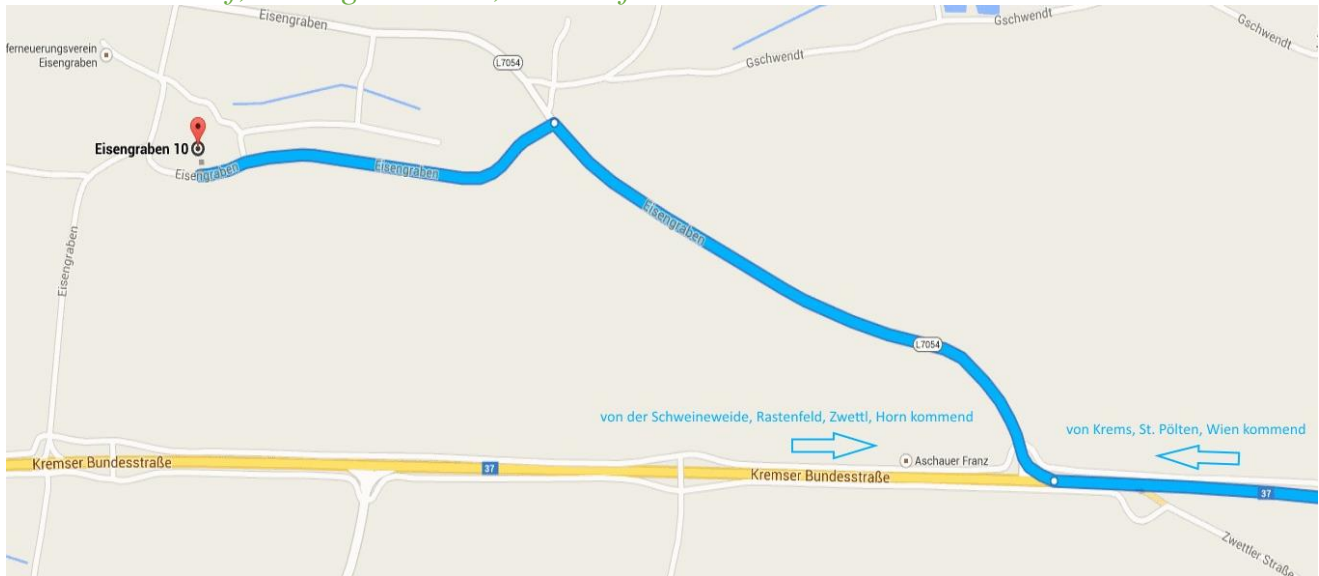 Eisengraben
Gschwendt
Gschwendt
ferneuerungsverein
Eisengraben
L7054
Gschwendt
Eisengraben 10
Eisengraben
Eisengraben
Eisengraben
Eisengraben
L7054
von der Schweineweide, Rastenfeld, Zwettl, Horn kommend
von Krems, St. Pölten, Wien kommend
Kremser Bundesstraße
37
Aschauer Franz
Kremser Bundesstraße
37
Zwettler Straße